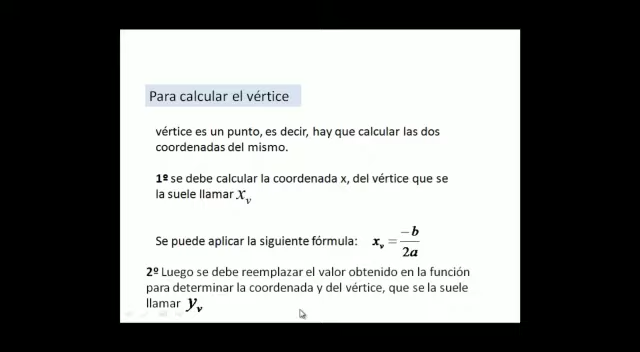 Para calcular el vértice
vértice es un punto, es decir, hay que calcular las dos
coordenadas del mismo.
1º se debe calcular la coordenada x, del vértice que se
la suele llamar x_v
Se puede aplicar la siguiente fórmula: x_v = -b/2a
2º Luego se debe reemplazar el valor obtenido en la función
para determinar la coordenada y del vértice, que se la suele
llamar y_v